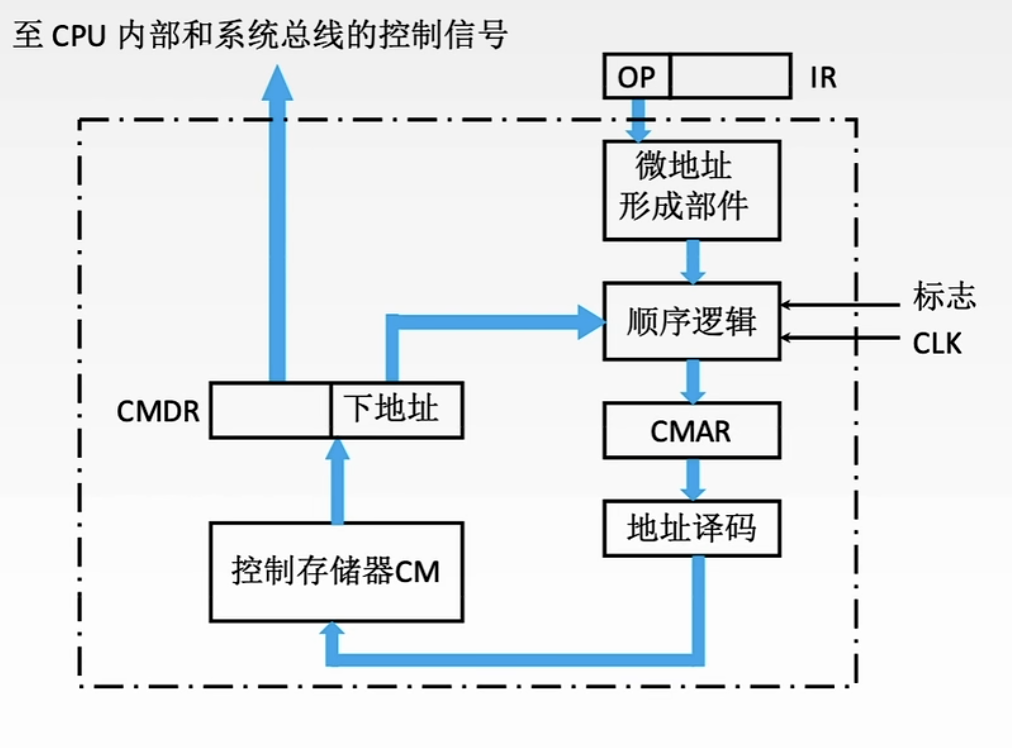 至 CPU 内部和系统总线的控制信号
OP
IR
微地址
形成部件
顺序逻辑
标志
CLK
CMDR
下地址
CMAR
地址译码
控制存储器CM